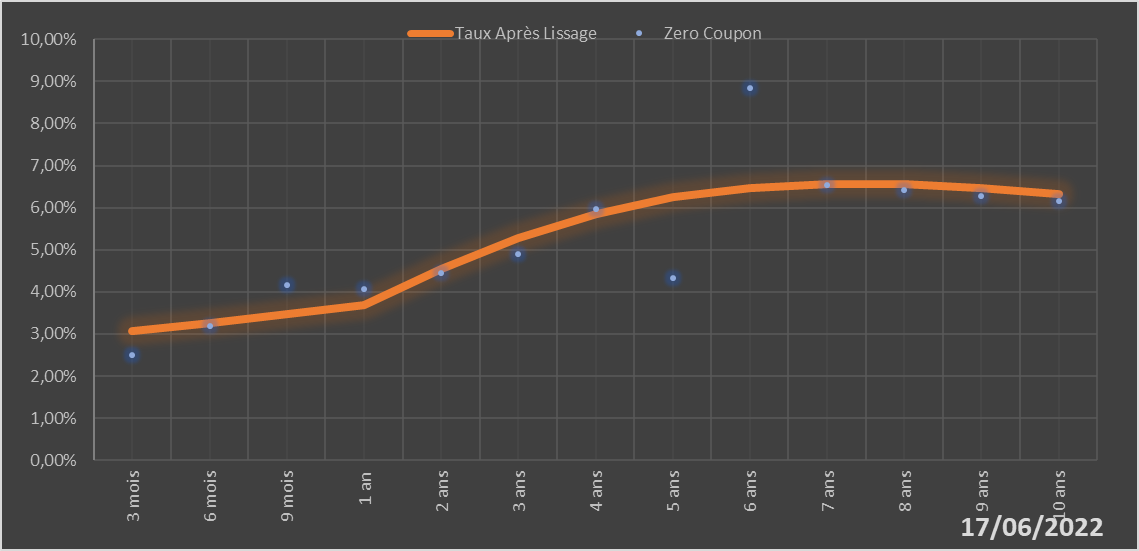 Taux Après Lissage Zero Coupon
10,00%
9,00%
8,00%
7,00%
6,00%
5,00%
4,00%
3,00%
2,00%
1,00%
0,00%
3 mois
6 mois
9 mois
1 an
2 ans
3 ans
4 ans
5 ans
6 ans
7 ans
8 ans
9 ans
10 ans
17/06/2022